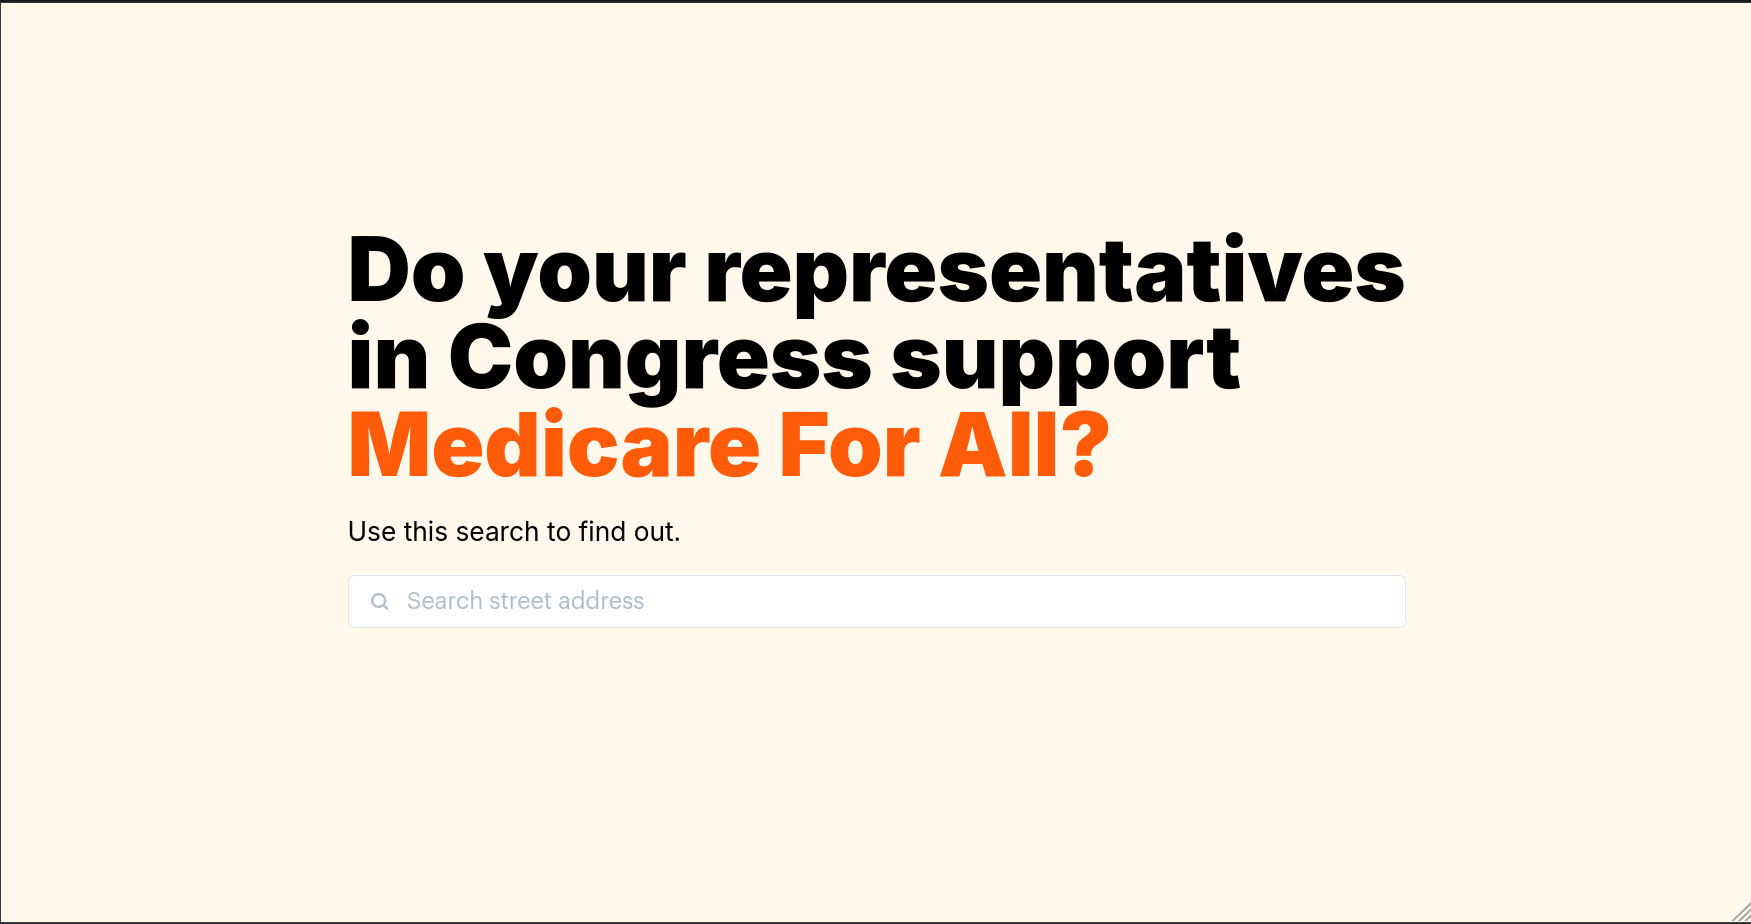 Do your representatives
in Congress support
Medicare For All?
Use this search to find out.
Search street address